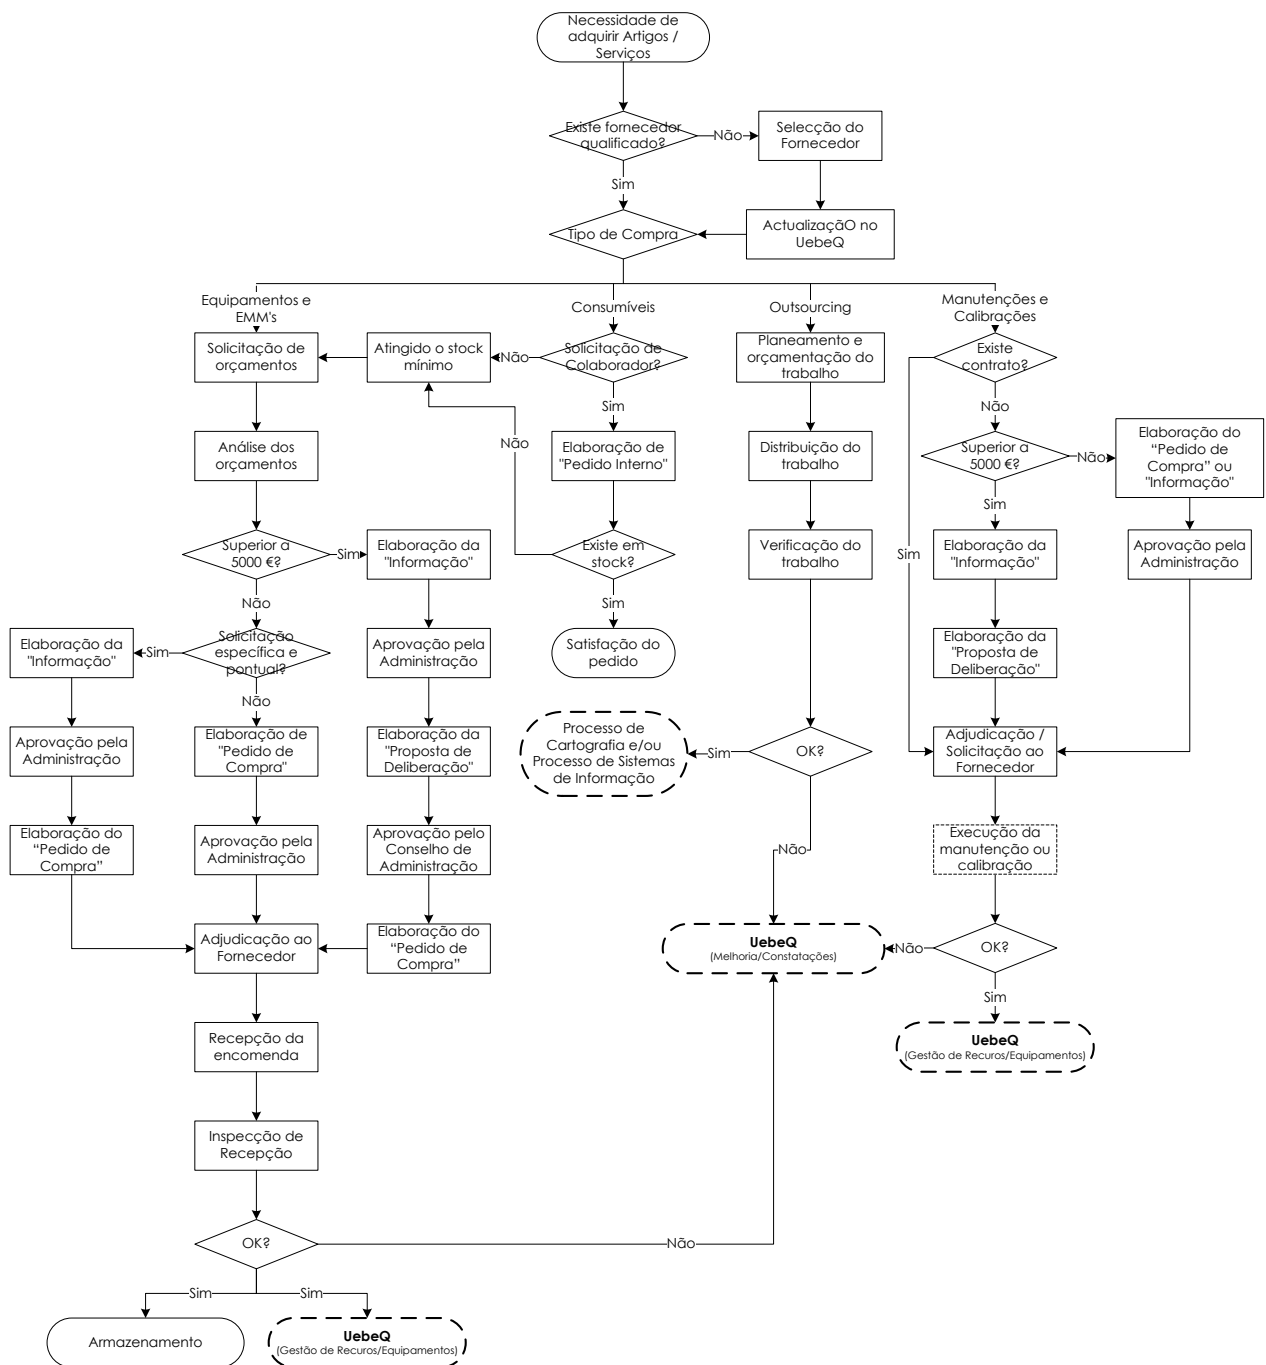 Necessidade de
adquirir Artigos /
Serviços
Existe fornecedor
qualificado?
Não
Selecção do
Fornecedor
Sim
Tipo de Compra
ActualizaçãO no
UebeQ
Equipamentos e
EMM's
Consumíveis
Outsourcing
Manutenções e
Calibrações
Solicitação de
orçamentos
Atingido o stock
mínimo
Não
Solicitação de
Colaborador?
Planeamento e
orçamentação do
trabalho
Existe
contrato?
Sim
Não
Não
Análise dos
orçamentos
Elaboração de
"Pedido Interno"
Distribuição do
trabalho
Superior a
5000 €?
Não
Elaboração do
“Pedido de
Compra” ou
"Informação"
Sim
Superior a
5000 €?
Sim
Elaboração da
"Informação"
Existe em
stock?
Verificação do
trabalho
Sim
Elaboração da
"Informação"
Aprovação pela
Administração
Não
Sim
Elaboração da
"Informação"
Sim
Solicitação
específica e
pontual?
Aprovação pela
Administração
Satisfação do
pedido
Elaboração da
"Proposta de
Deliberação"
Não
Aprovação pela
Administração
Elaboração de
"Pedido de
Compra"
Elaboração da
"Proposta de
Deliberação"
Processo de
Cartografia e/ou
Processo de Sistemas
de Informação
Sim
OK?
Adjudicação /
Solicitação ao
Fornecedor
Elaboração do
“Pedido de
Compra”
Aprovação pela
Administração
Aprovação pelo
Conselho de
Administração
Não
Execução da
manutenção ou
calibração
Adjudicação ao
Fornecedor
Elaboração do
“Pedido de
Compra”
UebeQ
(Melhoria/Constatações)
Não
OK?
Sim
Recepção da
encomenda
UebeQ
(Gestão de Recuros/Equipamentos)
Inspecção de
Recepção
OK?
Não
Sim
Sim
Armazenamento
UebeQ
(Gestão de Recuros/Equipamentos)